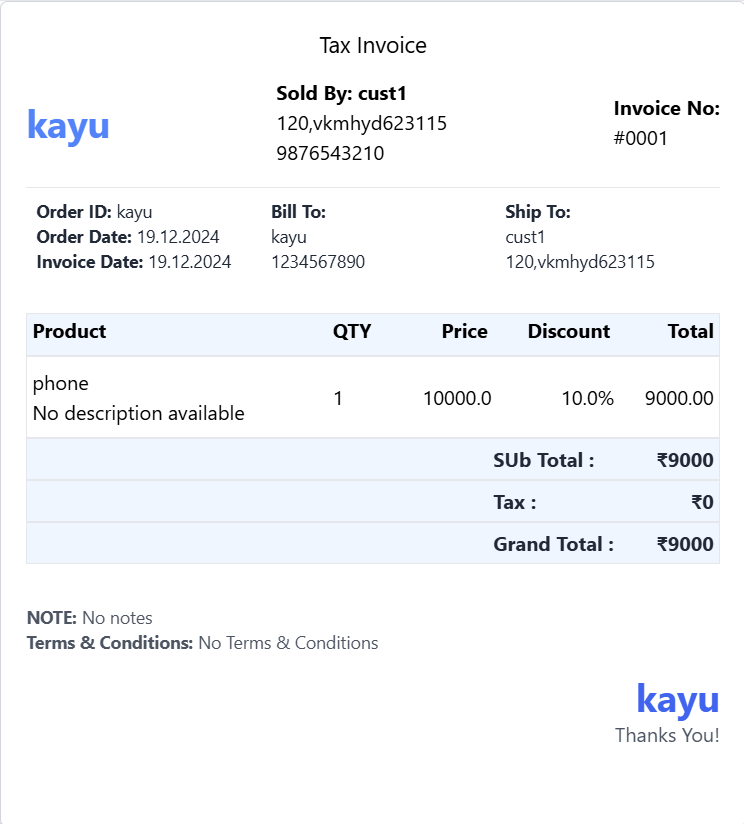 Tax Invoice
kayu
Sold By: cust1
120,vkmhyd623115
9876543210
Invoice No:
#0001
Order ID: kayu
Order Date: 19.12.2024
Invoice Date: 19.12.2024
Bill To:
kayu
1234567890
Ship To:
cust1
120,vkmhyd623115
Product QTY Price Discount Total
phone
No description available
1 10000.0 10.0% 9000.00
SUb Total : ₹9000
Tax : ₹0
Grand Total : ₹9000
NOTE: No notes
Terms & Conditions: No Terms & Conditions
kayu
Thanks You!